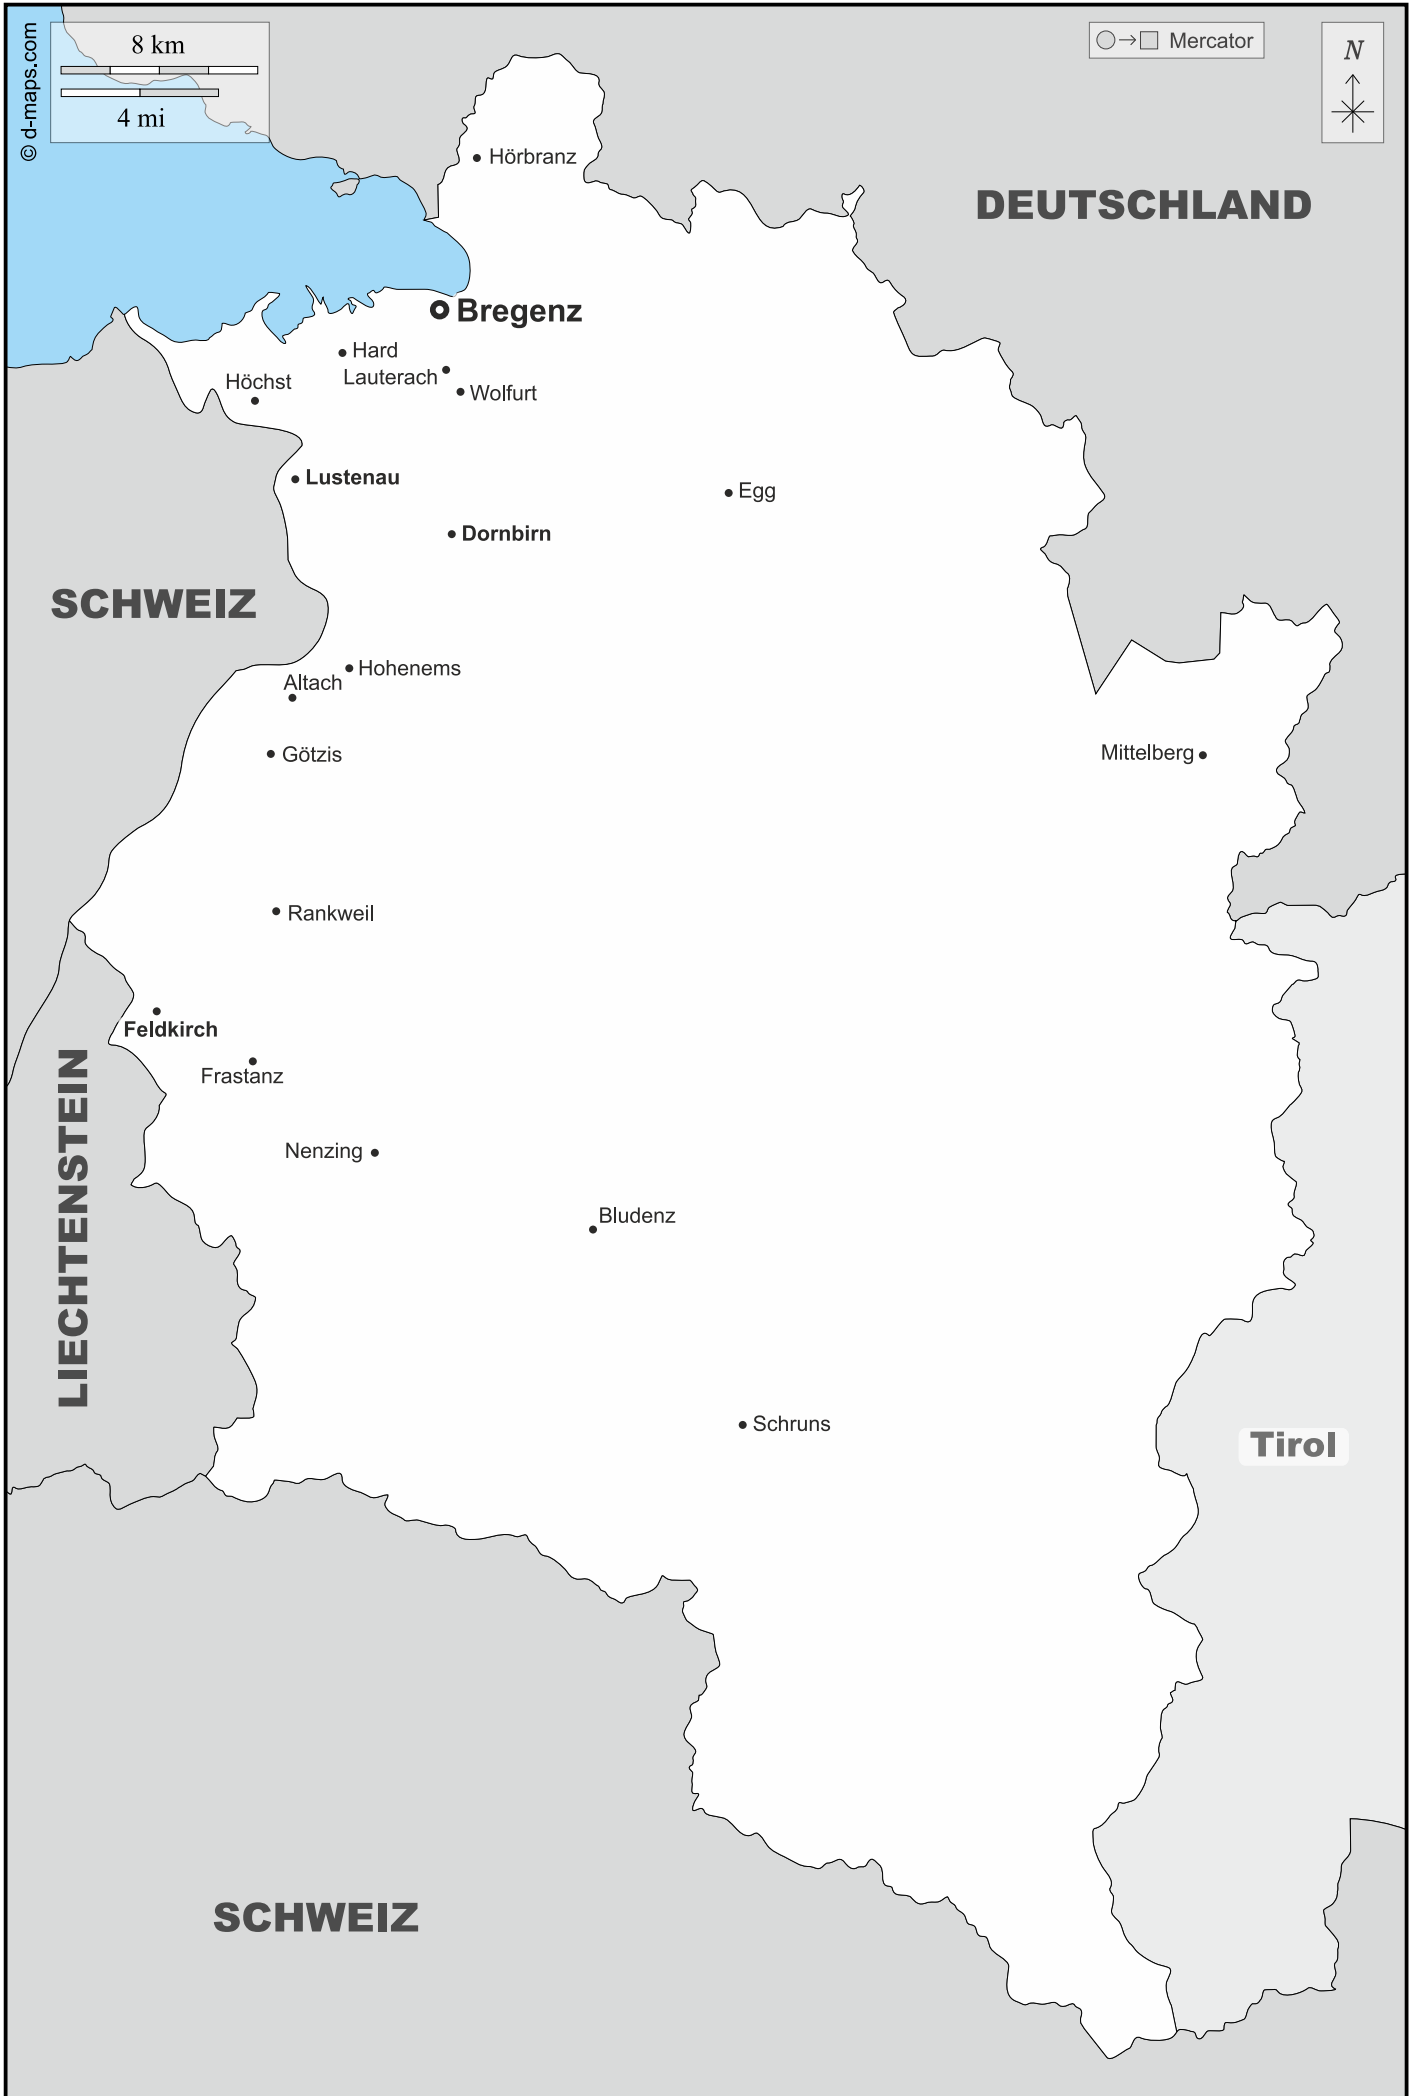 © d-maps.com
8 km
4 mi
Mercator
N
Hörbranz
DEUTSCHLAND
Bregenz
Hard
Lauterach
Höchst
Wolfurt
Lustenau
Egg
Dornbirn
SCHWEIZ
Hohenems
Altach
Götzis
Mittelberg
Rankweil
Feldkirch
Frastanz
LIECHTENSTEIN
Nenzing
Bludenz
Schruns
Tirol
SCHWEIZ